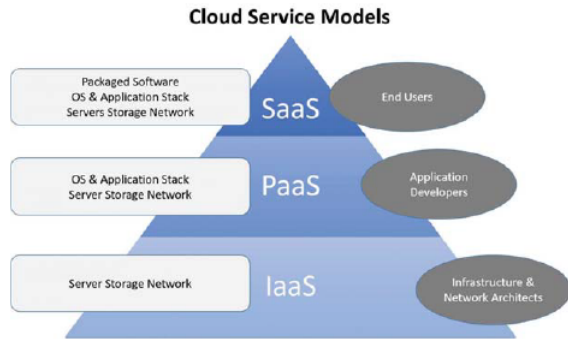 Cloud Service Models
Packaged Software
OS & Application Stack
Servers Storage Network
SaaS
End Users
OS & Application Stack
Server Storage Network
PaaS
Application
Developers
Server Storage Network
IaaS
Infrastructure &
Network Architects